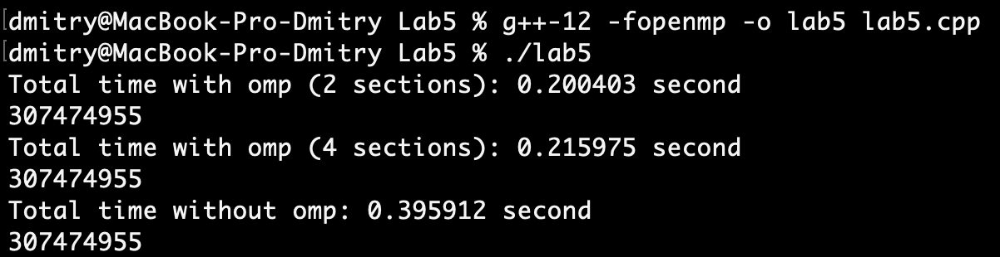 [dmitry@MacBook-Pro-Dmitry Lab5 % g++-12 -fopenmp -o lab5 lab5.cpp
[dmitry@MacBook-Pro-Dmitry Lab5 % ./lab5
Total time with omp (2 sections): 0.200403 second
307474955
Total time with omp (4 sections): 0.215975 second
307474955
Total time without omp: 0.395912 second
307474955